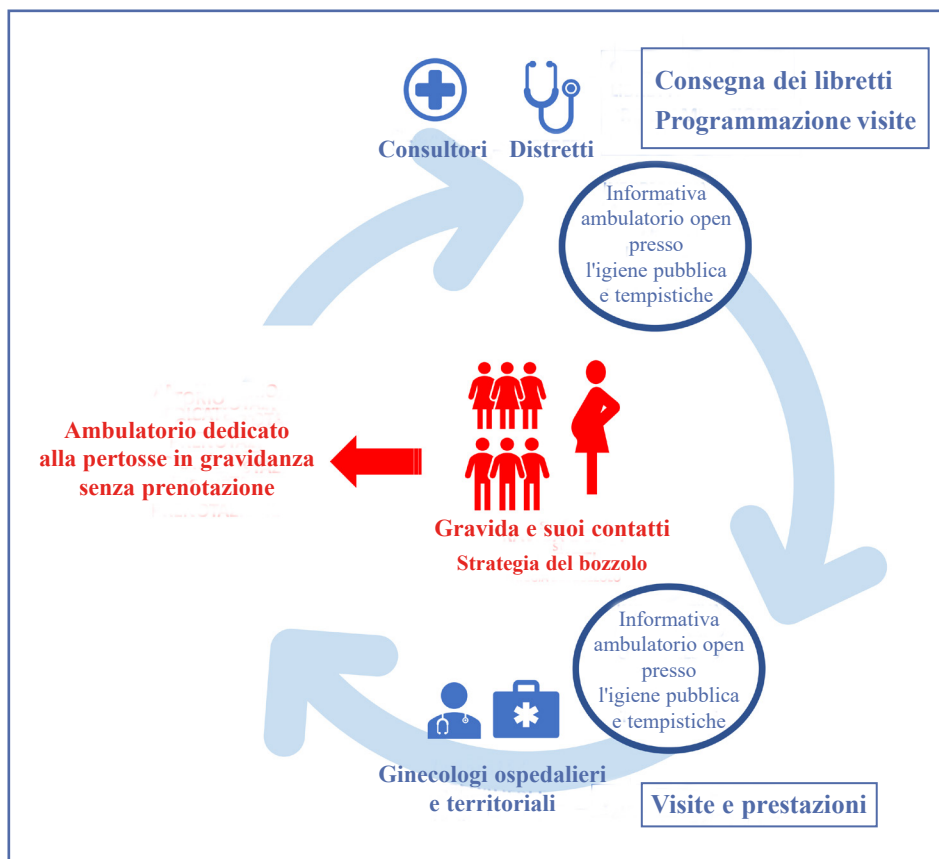 Consegna dei libretti
Programmazione visite
Consultori
Distretti
Informativa
ambulatorio open
presso
l'igiene pubblica
e tempistiche
Ambulatorio dedicato
alla pertosse in gravidanza
senza prenotazione
Gravida e suoi contatti
Strategia del bozzolo
Informativa
ambulatorio open
presso
l'igiene pubblica
e tempistiche
Ginecologi ospedalieri
e territoriali
Visite e prestazioni